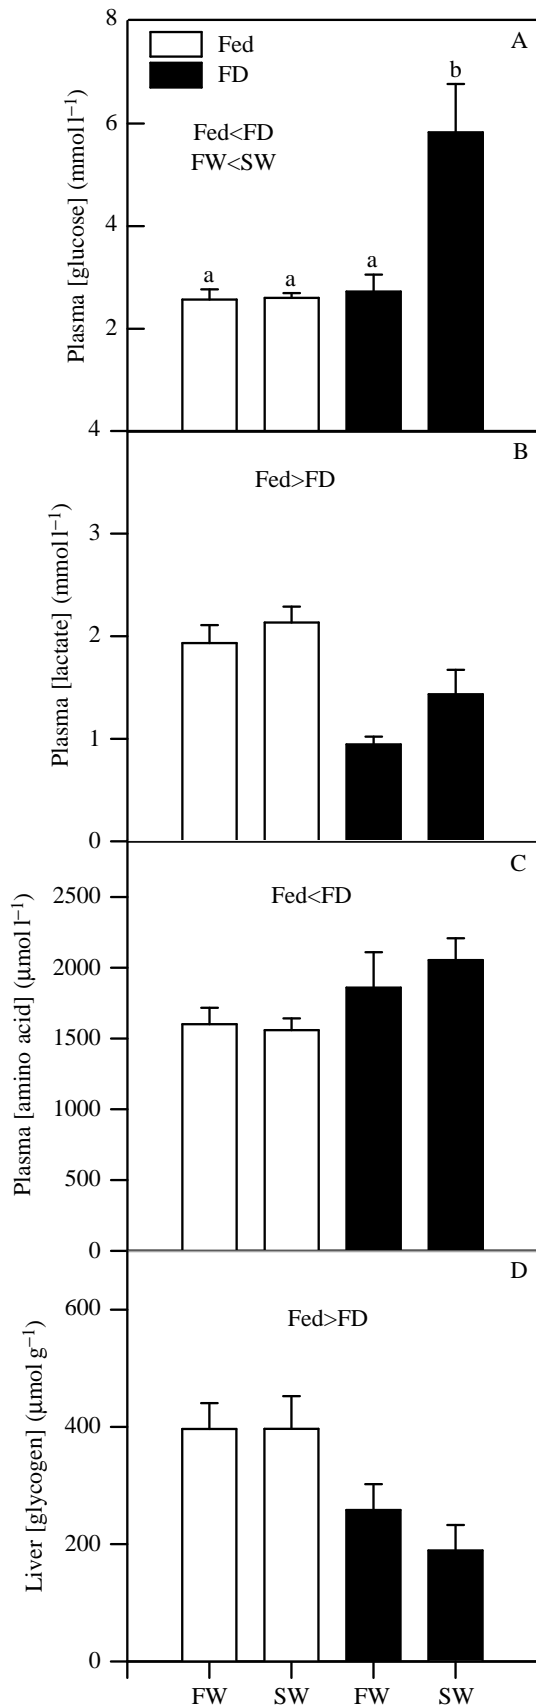 8
A
Fed
FD
b
6
Fed<FD
FW<SW
4
a
a
a
2
Plasma [glucose] (mmol l⁻¹)
4
B
Fed>FD
3
2
1
Plasma [lactate] (mmol l⁻¹)
0
C
2500
Fed<FD
2000
1500
1000
500
Plasma [amino acid] (µmol l⁻¹)
0
D
600
Fed>FD
400
200
Liver [glycogen] (µmol g⁻¹)
0
FW SW FW SW